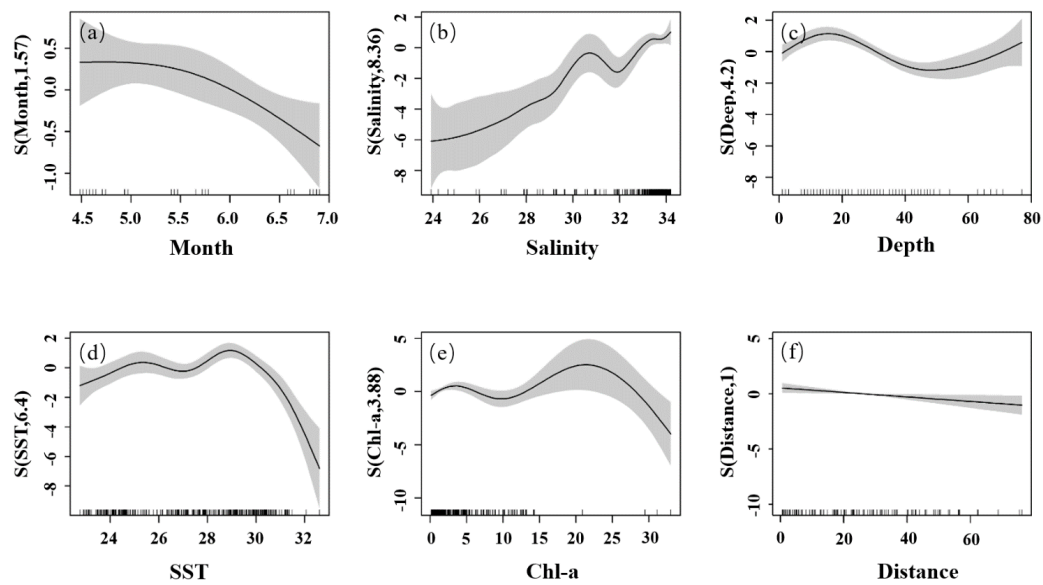 (a)
S(Month,1.57)
0.5
0.0
-0.5
-1.0
4.5 5.0 5.5 6.0 6.5 7.0
Month
(b)
S(Salinity,8.36)
2
0
-2
-4
-6
-8
24 26 28 30 32 34
Salinity
(c)
S(Deep,4.2)
2
0
-2
-4
-6
-8
0 20 40 60 80
Depth
(d)
S(SST,6.4)
2
0
-2
-4
-6
-8
24 26 28 30 32
SST
(e)
S(Chl-a,3.88)
5
0
-5
-10
0 5 10 15 20 25 30
Chl-a
(f)
S(Distance,1)
5
0
-5
-10
0 20 40 60
Distance